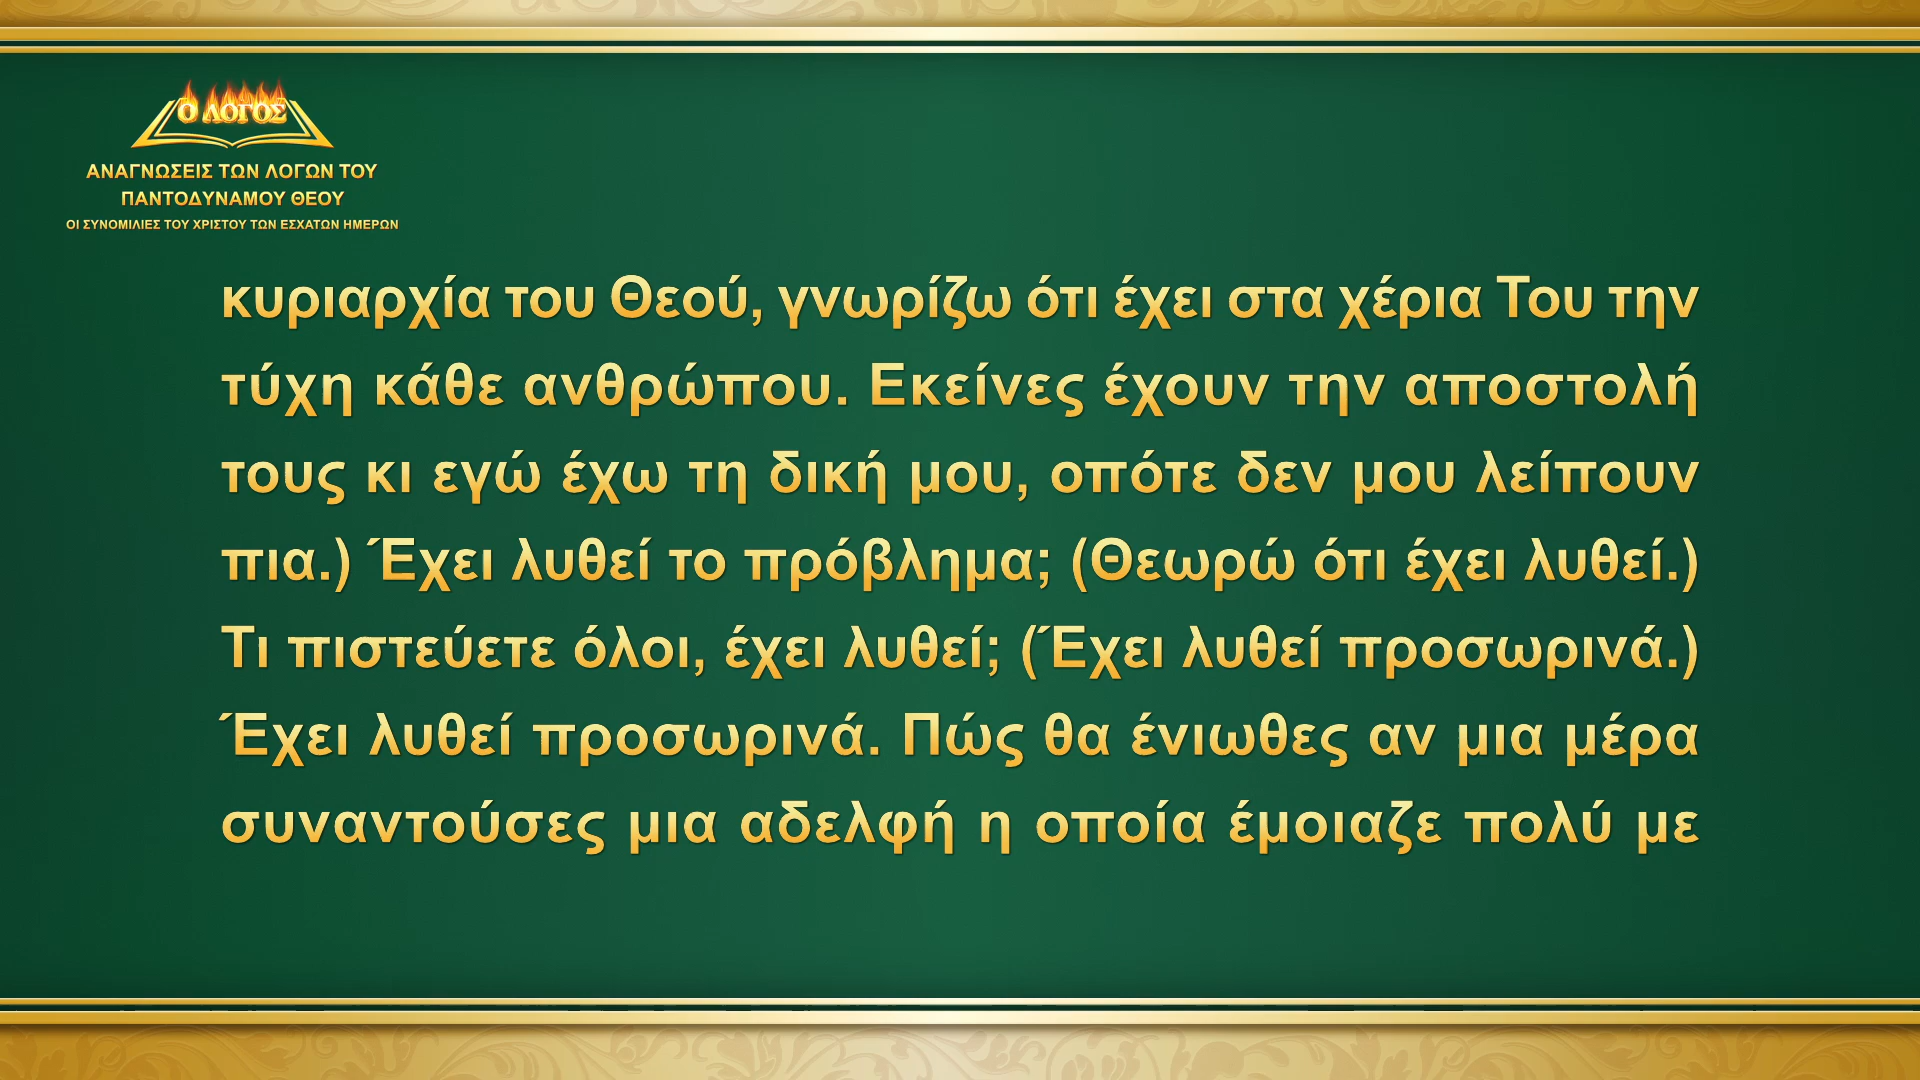 Ο ΛΟΓΟΣ
ΑΝΑΓΝΩΣΕΙΣ ΤΩΝ ΛΟΓΩΝ ΤΟΥ
ΠΑΝΤΟΔΥΝΑΜΟΥ ΘΕΟΥ
ΟΙ ΣΥΝΟΜΙΛΙΕΣ ΤΟΥ ΧΡΙΣΤΟΥ ΤΩΝ ΕΣΧΑΤΩΝ ΗΜΕΡΩΝ
κυριαρχία του Θεού, γνωρίζω ότι έχει στα χέρια Του την
τύχη κάθε ανθρώπου. Εκείνες έχουν την αποστολή
τους κι εγώ έχω τη δική μου, οπότε δεν μου λείπουν
πια.) Έχει λυθεί το πρόβλημα; (Θεωρώ ότι έχει λυθεί.)
Τι πιστεύετε όλοι, έχει λυθεί; (Έχει λυθεί προσωρινά.)
Έχει λυθεί προσωρινά. Πώς θα ένιωθες αν μια μέρα
συναντούσες μια αδελφή η οποία έμοιαζε πολύ με